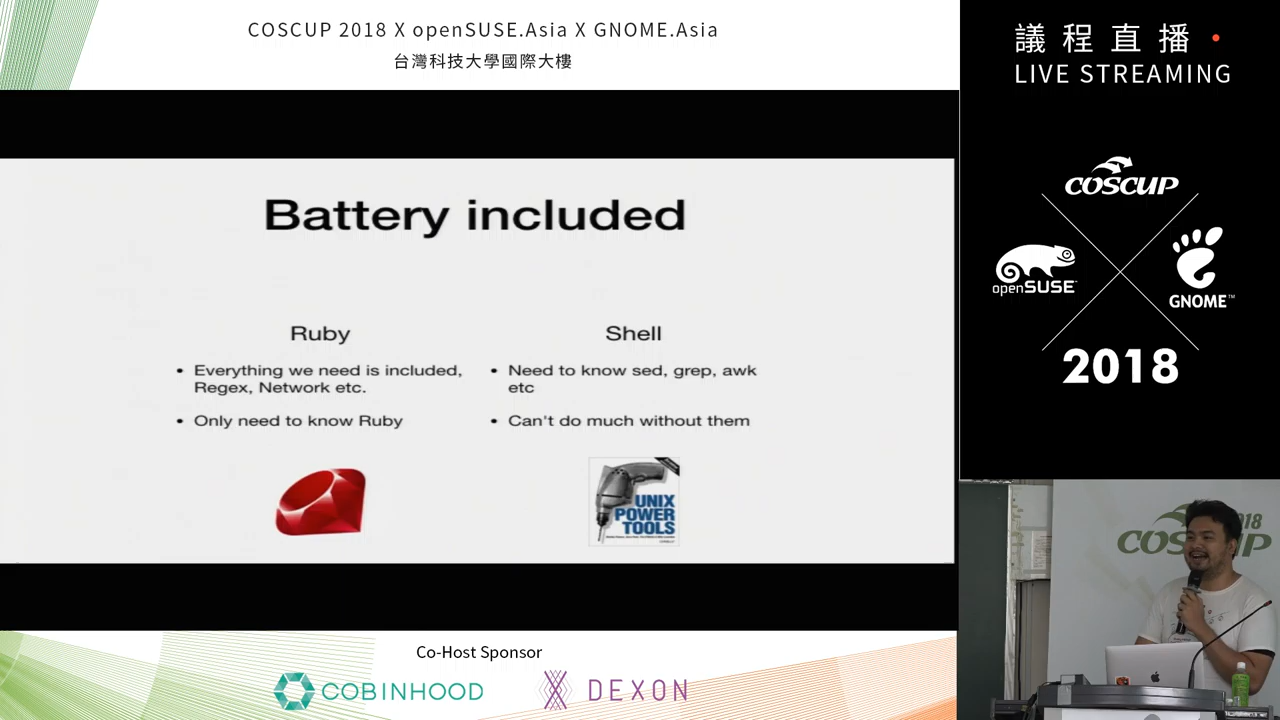 COSCUP 2018 X openSUSE.Asia X GNOME.Asia
台灣科技大學國際大樓
議程直播
LIVE STREAMING
COSCUP
openSUSE
GNOME™
2018
Battery included
Ruby
• Everything we need is included,
Regex, Network etc.
• Only need to know Ruby
Shell
• Need to know sed, grep, awk
etc
• Can't do much without them
UNIX
POWER
TOOLS
2018
COSCUP
Co-Host Sponsor
COBINHOOD
DEXON